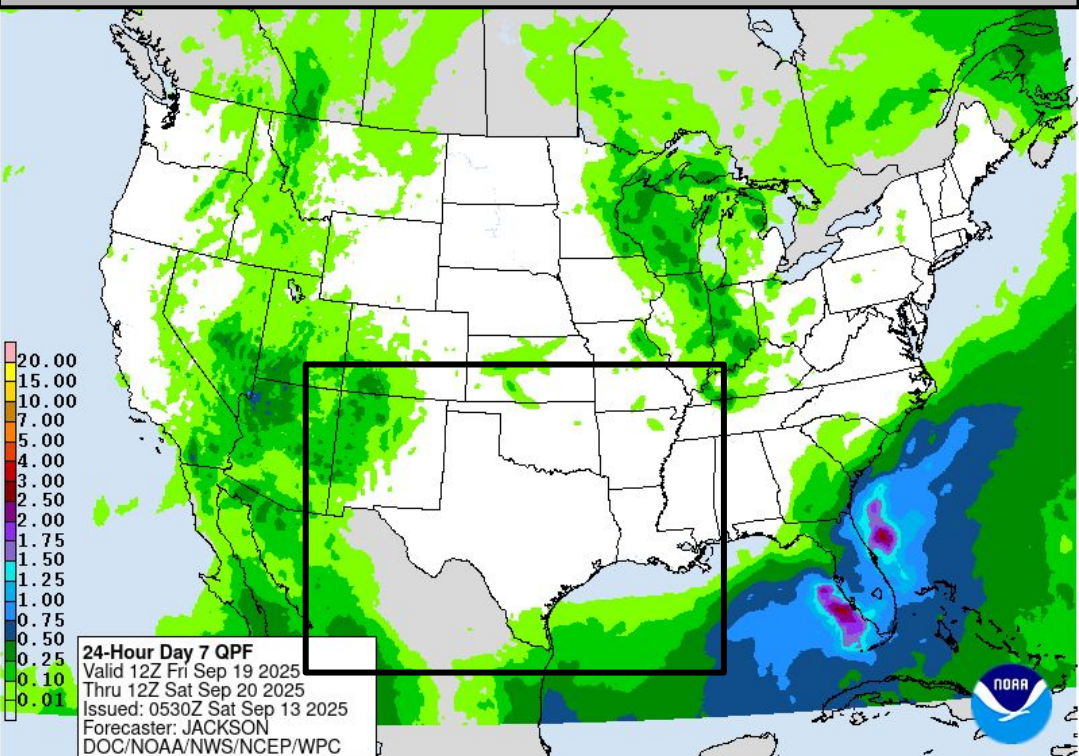 20.00
15.00
10.00
7.00
5.00
4.00
3.00
2.50
2.00
1.75
1.50
1.25
1.00
0.75
0.50
0.25
0.10
0.01
24-Hour Day 7 QPF
Valid 12Z Fri Sep 19 2025
Thru 12Z Sat Sep 20 2025
Issued: 0530Z Sat Sep 13 2025
Forecaster: JACKSON
DOC/NOAA/NWS/NCEP/WPC
NOAA